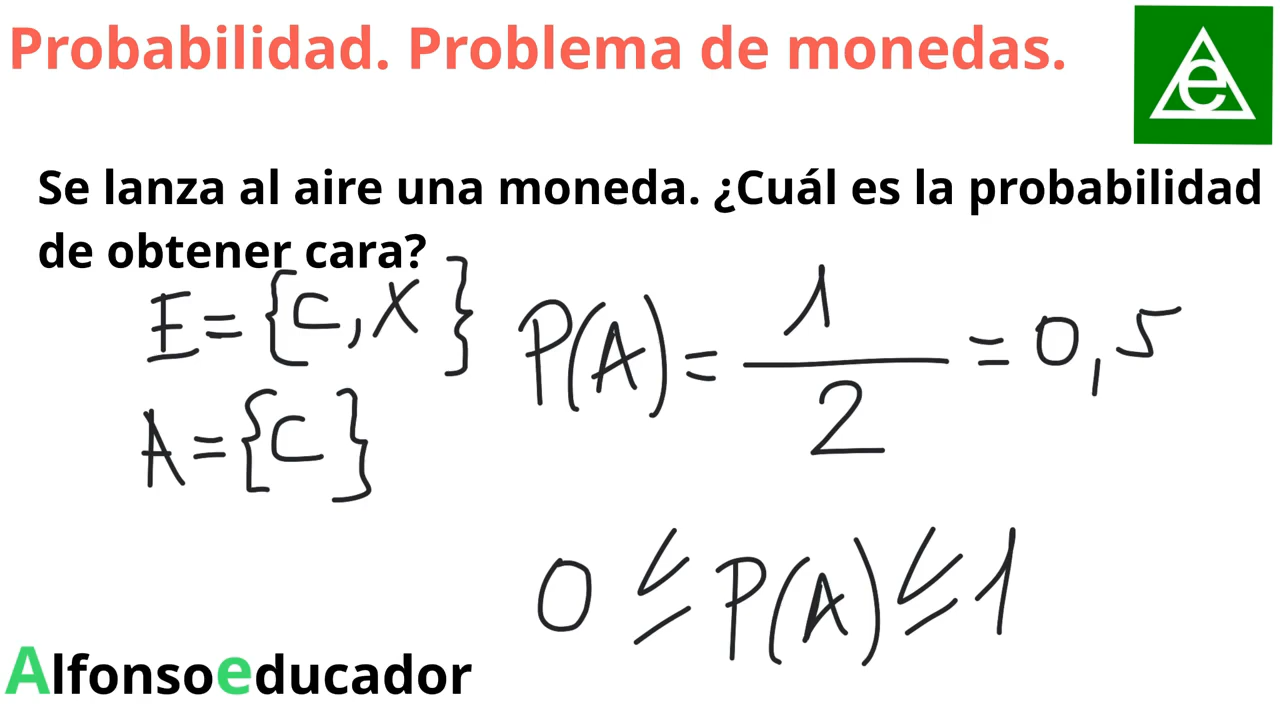 Probabilidad. Problema de monedas.
e
Se lanza al aire una moneda. ¿Cuál es la probabilidad
de obtener cara?
E = {C, X}
P(A) = 1/2 = 0,5
A = {C}
0 ≤ P(A) ≤ 1
Alfonsoeducador